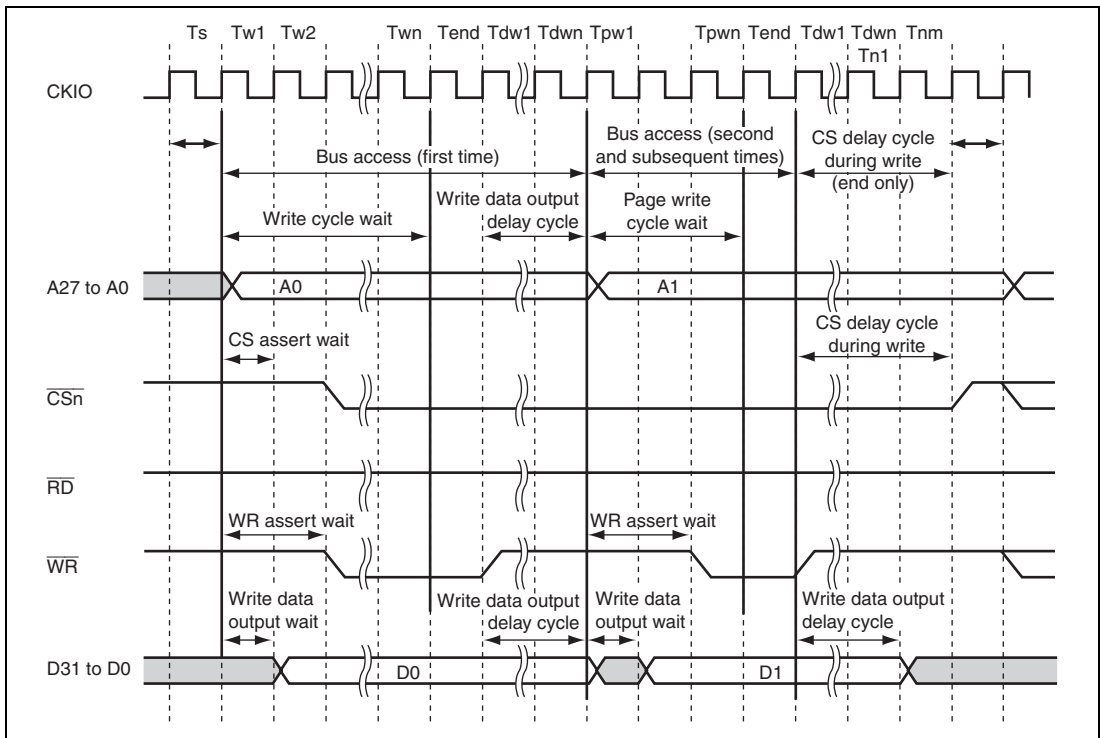 Ts Tw1 Tw2 Twn Tend Tdw1 Tdwn Tpw1 Tpwn Tend Tdw1 Tdwn Tnm
Tn1
CKIO
Bus access (first time)
Bus access (second
and subsequent times)
CS delay cycle
during write
(end only)
Write cycle wait
Write data output
delay cycle
Page write
cycle wait
A27 to A0
A0
A1
CS assert wait
CS delay cycle
during write
CSn
RD
WR assert wait
WR assert wait
WR
Write data
output wait
Write data output
delay cycle
Write data
output wait
Write data output
delay cycle
D31 to D0
D0
D1